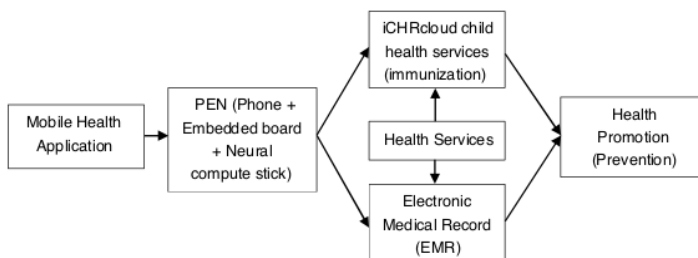 Mobile Health
Application
PEN (Phone +
Embedded board
+ Neural
compute stick)
iCHRcloud child
health services
(immunization)
Health Services
Electronic
Medical Record
(EMR)
Health
Promotion
(Prevention)